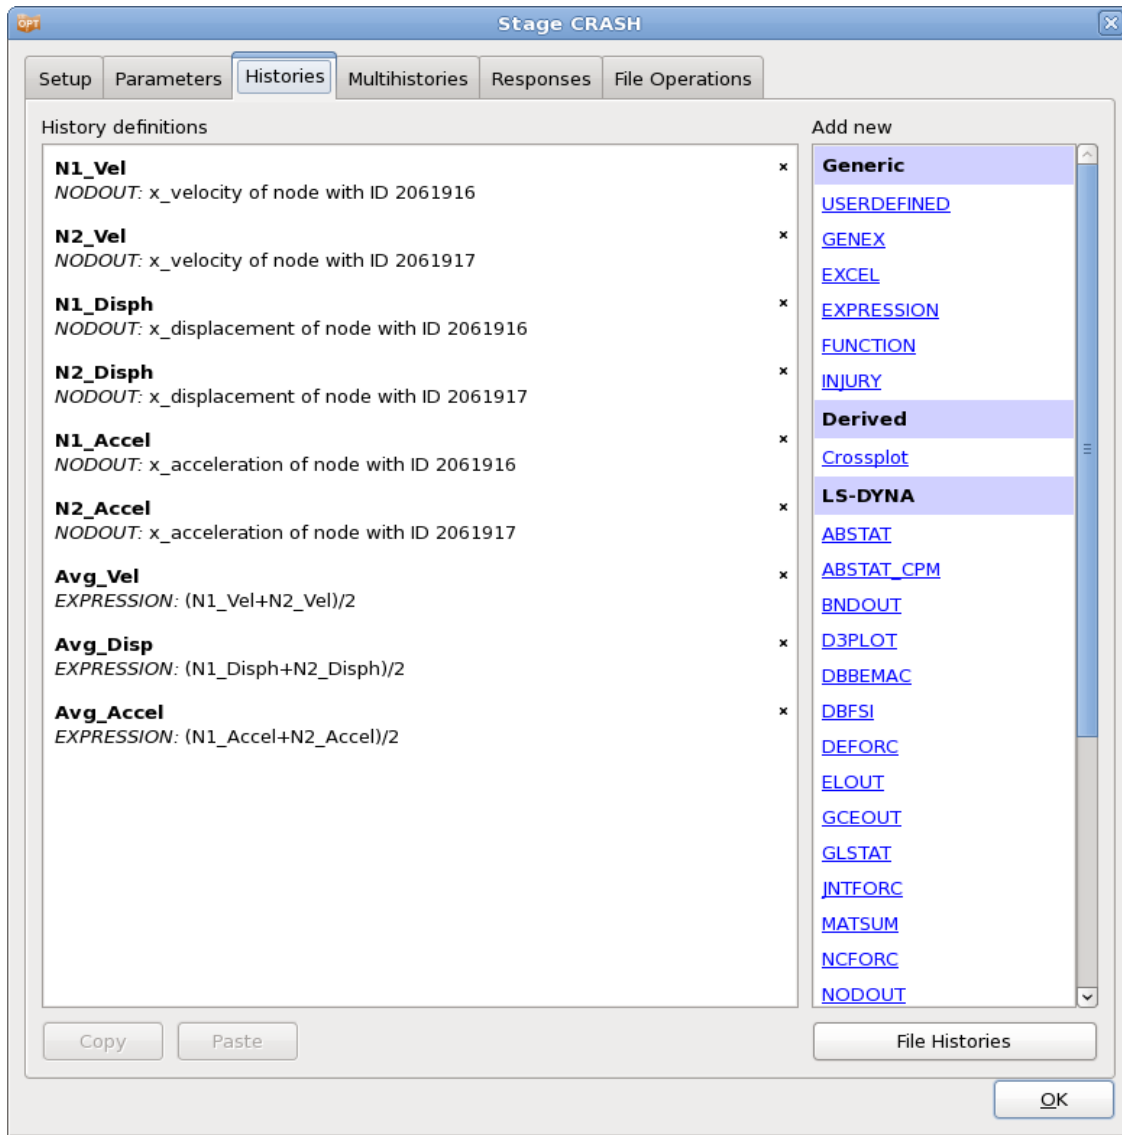 OPT
Stage CRASH
Setup Parameters Histories Multihistories Responses File Operations
History definitions
N1_Vel
NODOUT: x_velocity of node with ID 2061916
N2_Vel
NODOUT: x_velocity of node with ID 2061917
N1_Disph
NODOUT: x_displacement of node with ID 2061916
N2_Disph
NODOUT: x_displacement of node with ID 2061917
N1_Accel
NODOUT: x_acceleration of node with ID 2061916
N2_Accel
NODOUT: x_acceleration of node with ID 2061917
Avg_Vel
EXPRESSION: (N1_Vel+N2_Vel)/2
Avg_Disp
EXPRESSION: (N1_Disph+N2_Disph)/2
Avg_Accel
EXPRESSION: (N1_Accel+N2_Accel)/2
Copy Paste
Add new
Generic
USERDEFINED
GENEX
EXCEL
EXPRESSION
FUNCTION
INJURY
Derived
Crossplot
LS-DYNA
ABSTAT
ABSTAT_CPM
BNDOUT
D3PLOT
DBBEMAC
DBFSI
DEFORC
ELOUT
GCEOUT
GLSTAT
JNTFORC
MATSUM
NCFORC
NODOUT
File Histories
OK